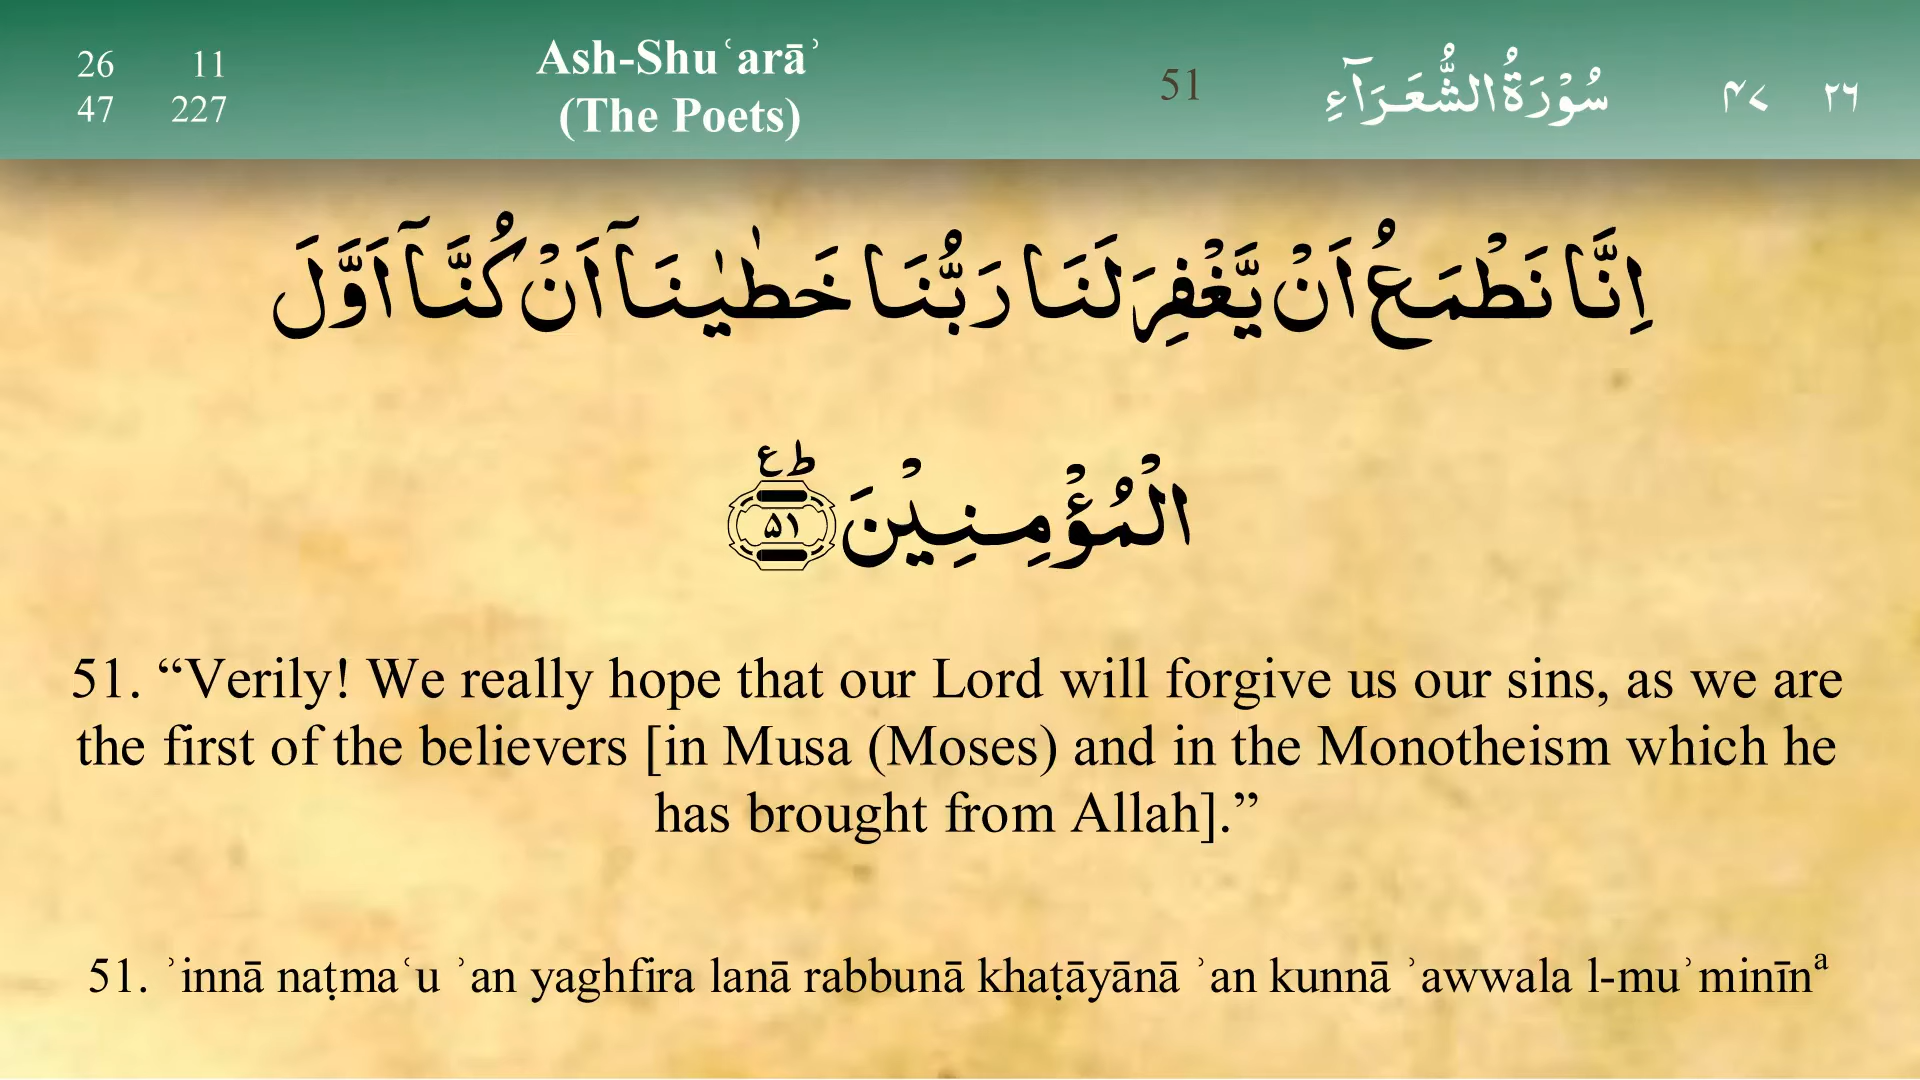 26 11
47 227
Ash-Shuʿarāʾ
(The Poets)
51
سُوْرَةُ الشُّعَرَآءِ
۴۷ ۲۶
اِنَّا نَطْمَعُ اَنْ يَّغْفِرَ لَنَا رَبُّنَا خَطٰيٰنَآ اَنْ كُنَّآ اَوَّلَ
الْمُؤْمِنِيْنَ ؕ ع ۵۱
51. “Verily! We really hope that our Lord will forgive us our sins, as we are
the first of the believers [in Musa (Moses) and in the Monotheism which he
has brought from Allah].”
51. ʾinnā naṭmaʿu ʾan yaghfira lanā rabbunā khaṭāyānā ʾan kunnā ʾawwala l-muʾminīnᵃ